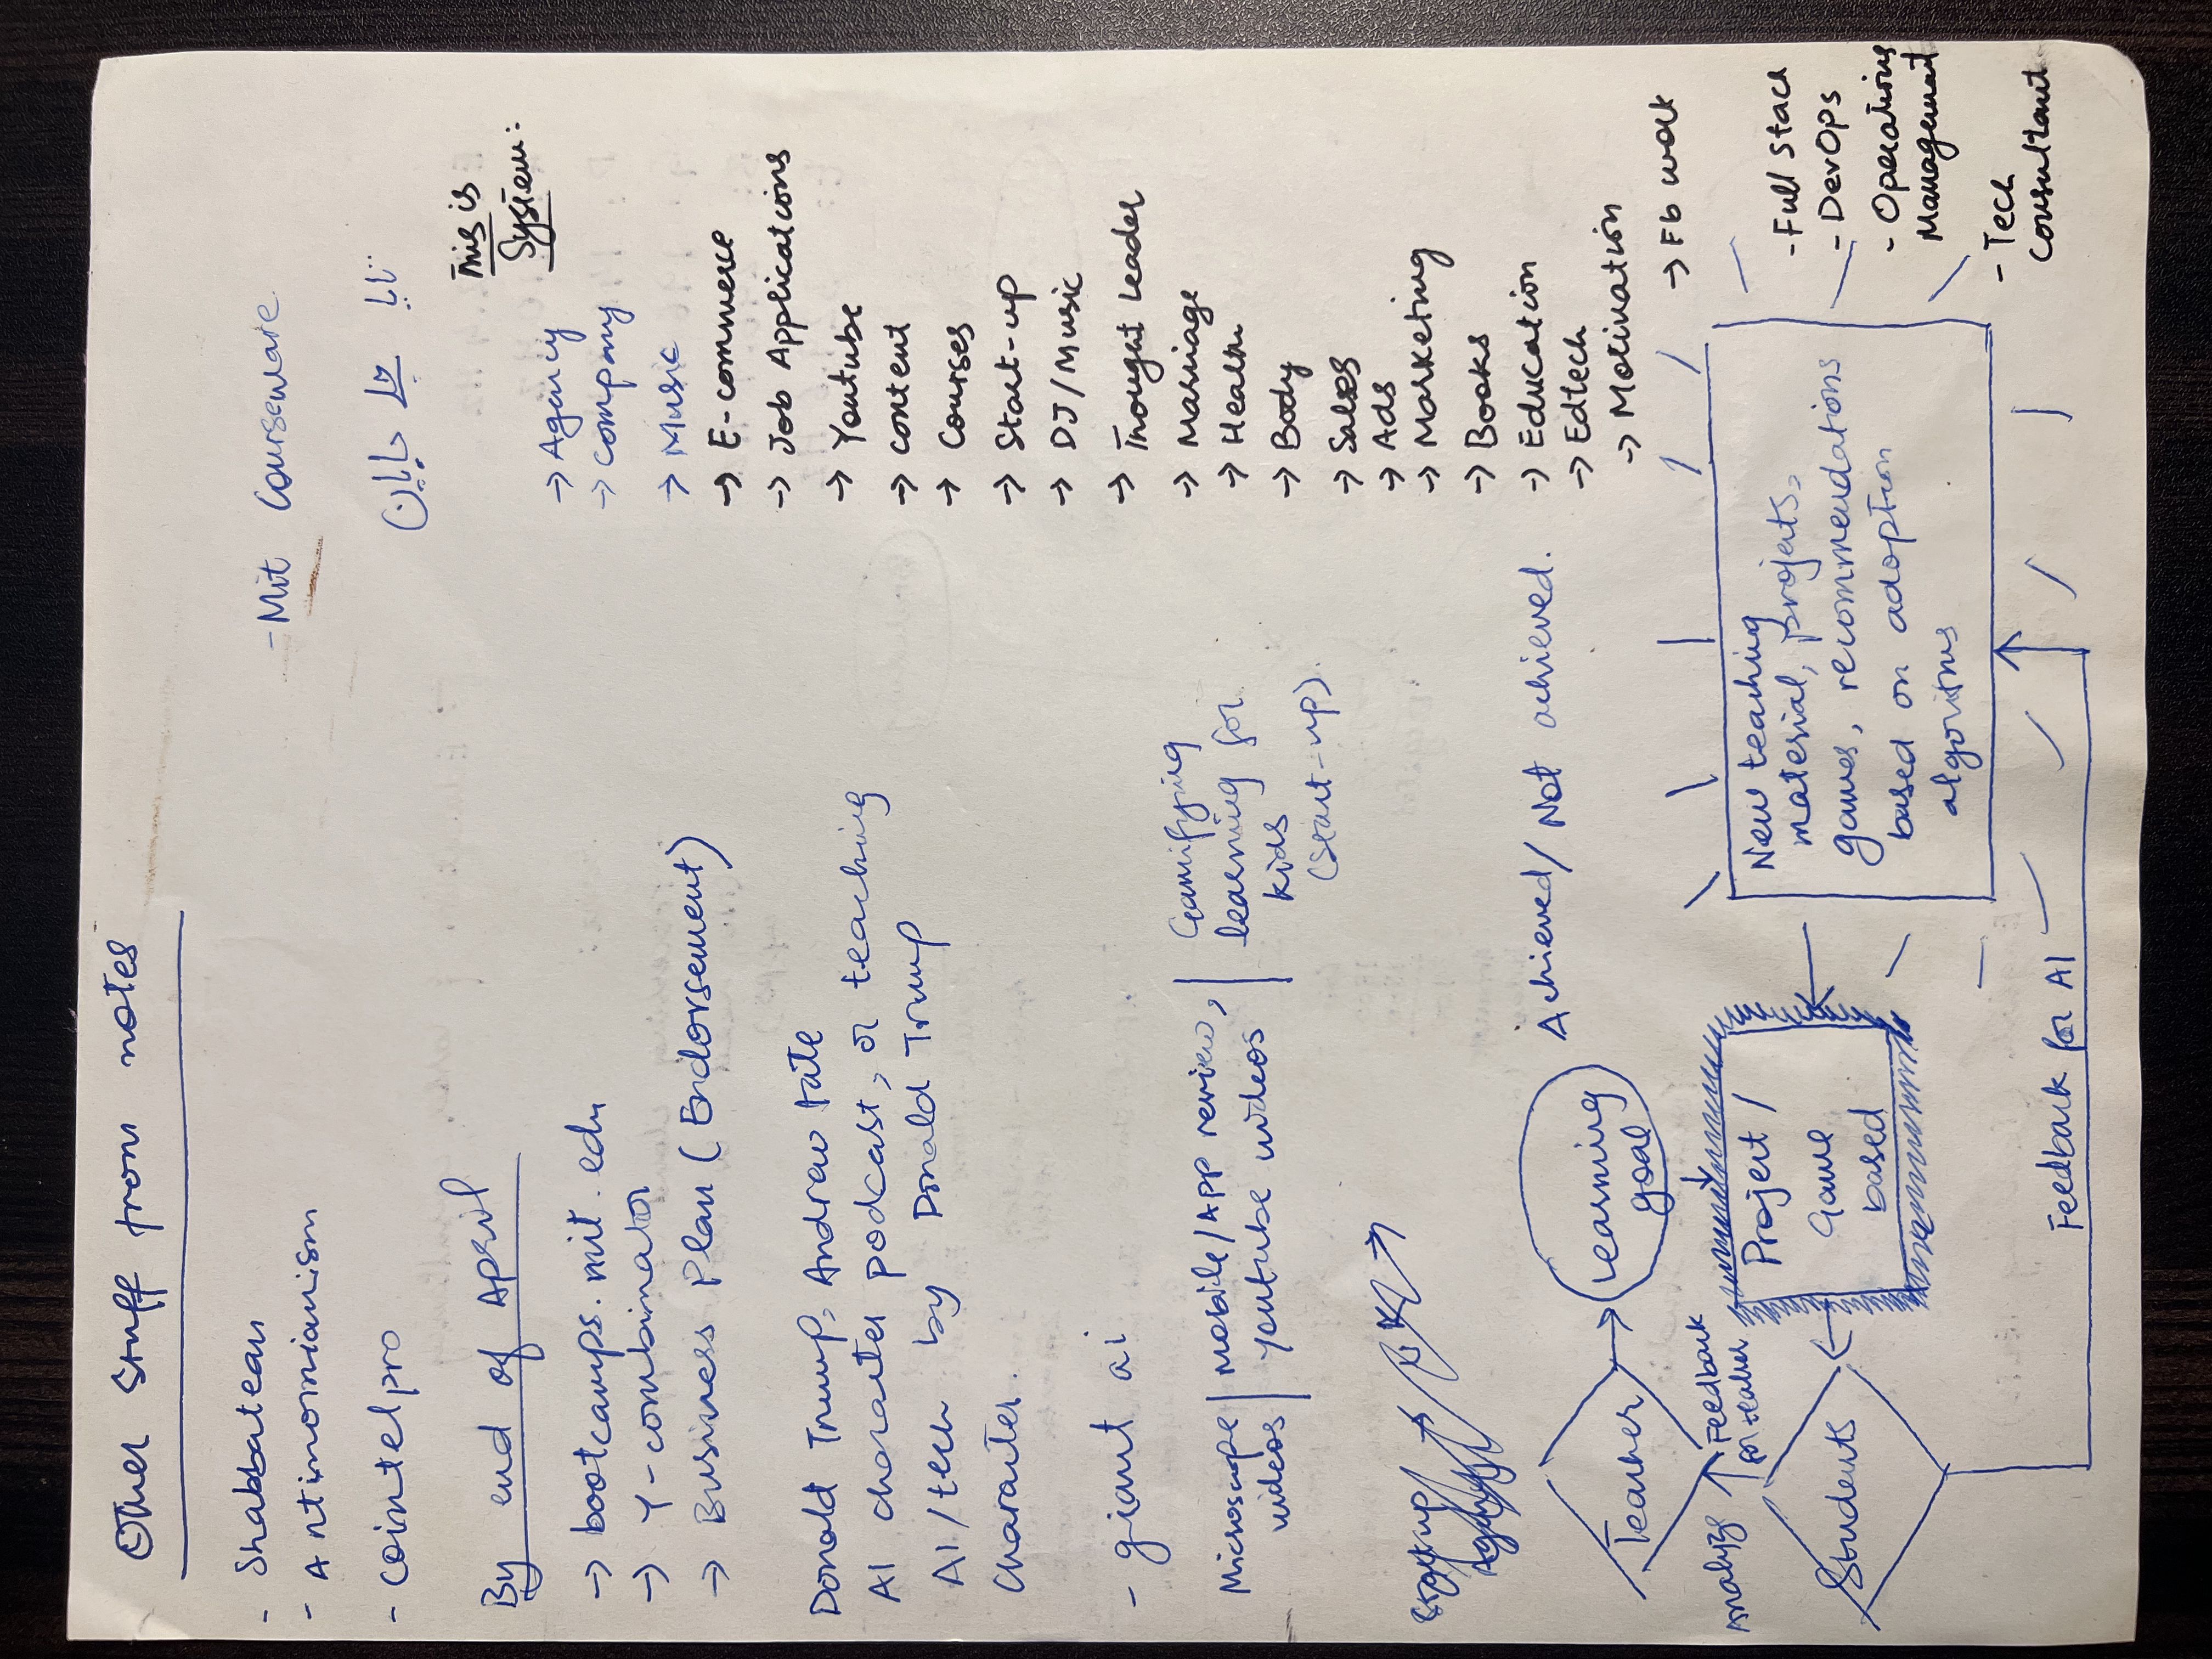 Other Stuff from notes
- Shabbatean
- Antinomianism
- Cointelpro
By end of April
→ bootcamps.mit.edu
→ Y-combinator
→ Business Plan (Endorsement)
Donald Trump, Andrew Tate
AI character podcast, or teaching
AI/tech by Donald Trump
Character.
- giant ai
Microscope | mobile/App review, | Gamifying
videos | youtube videos | learning for
kids
(start-up).
Startup
Agency
Teacher
Learning
goal
Achieved/ Not achieved.
Analyze
Feedback
for teacher
Students
Project /
Game
based
New teaching
material, projects,
games, recommendations
based on adoption
algoritms
Feedback for AI
- Mit Courseware
This is
System:
→ Agency
→ Company
→ Music
→ E-commerce
→ Job Applications
→ Youtube
→ Content
→ Courses
→ Start-up
→ DJ/Music
→ Thought Leader
→ Marriage
→ Health
→ Body
→ Sales
→ Ads
→ Marketing
→ Books
→ Education
→ Edtech
→ Motivation
→ Fb work
- Full Stack
- DevOps
- Operations
Management
- Tech
Consultant